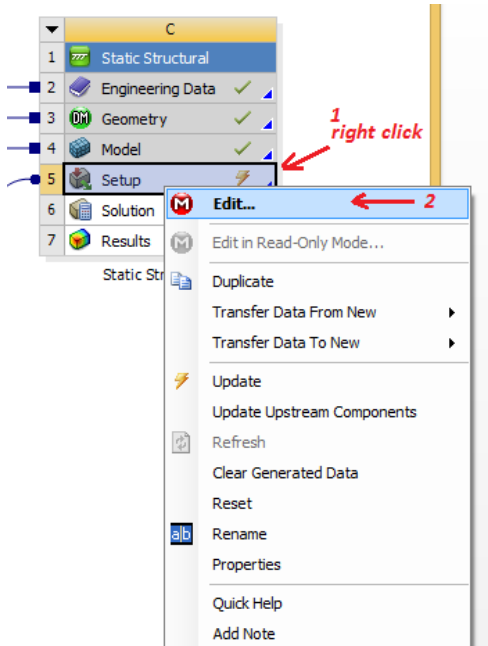 C
1 Static Structural
2 Engineering Data
3 DM Geometry
4 Model
1
right click
5 Setup
M Edit...
2
6 Solution
M Edit in Read-Only Mode...
7 Results
Static Str
Duplicate
Transfer Data From New
Transfer Data To New
Update
Update Upstream Components
Refresh
Clear Generated Data
Reset
a|b Rename
Properties
Quick Help
Add Note